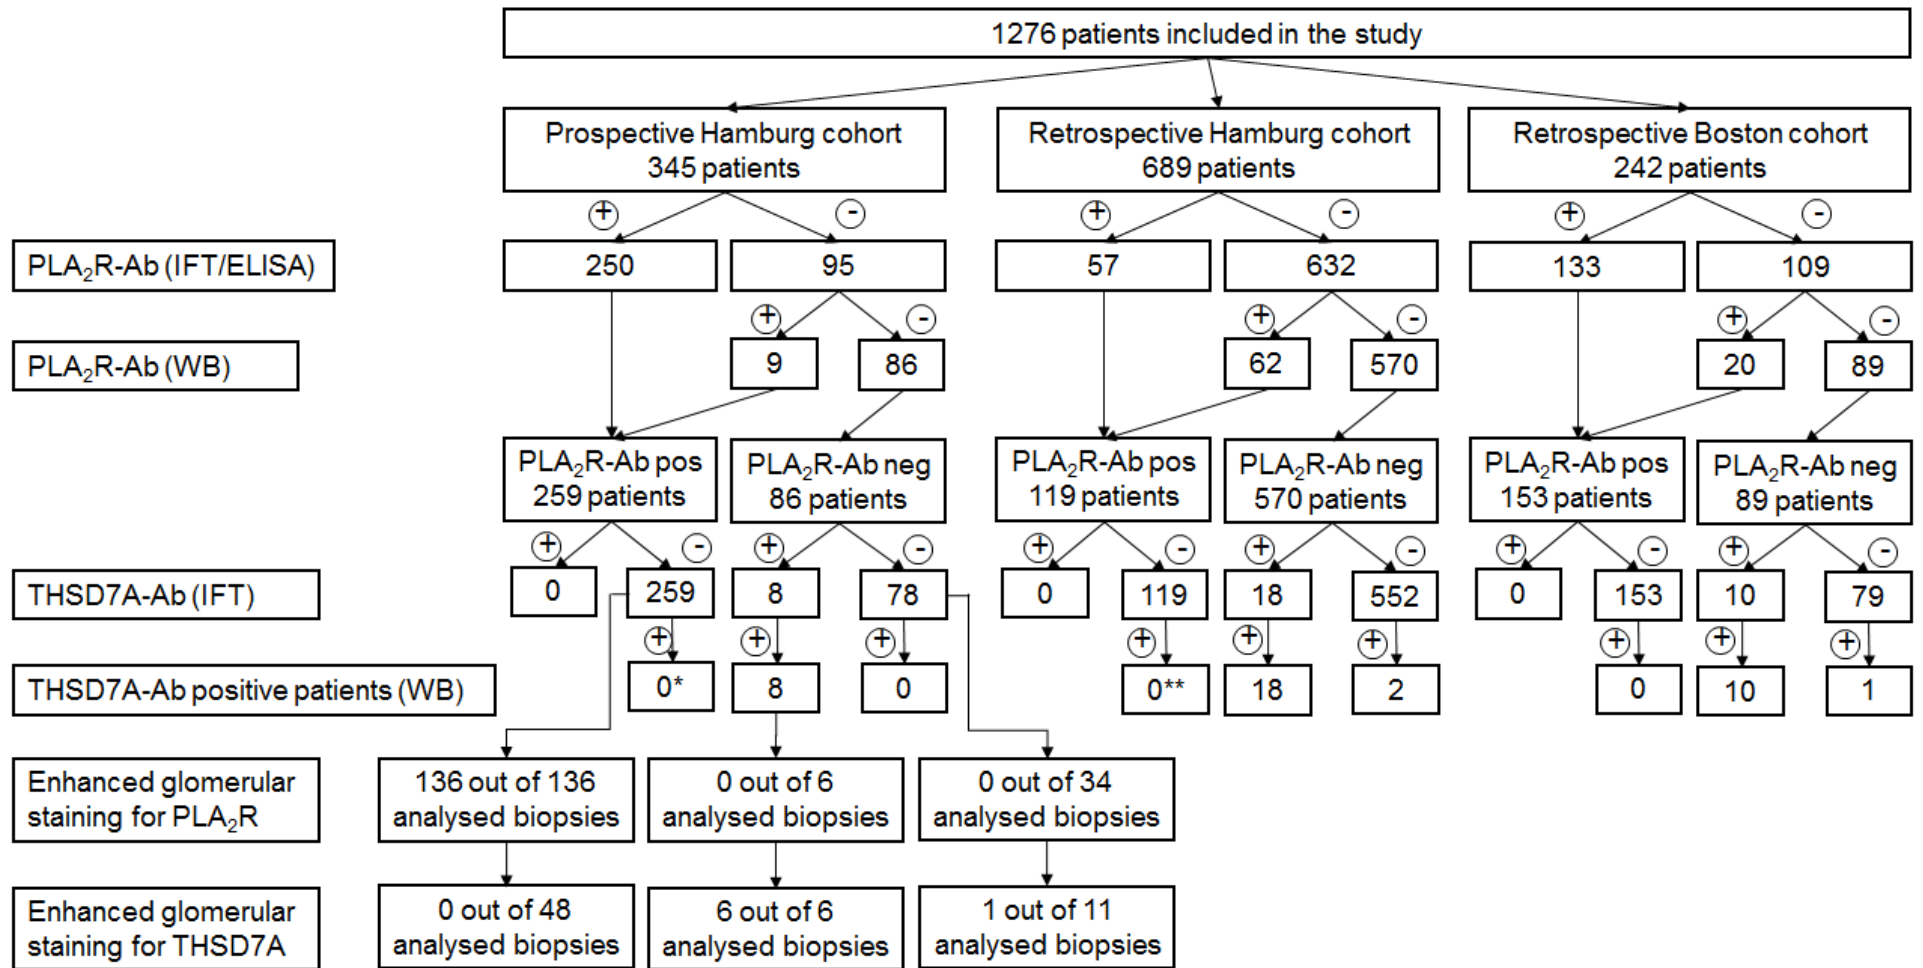 1276 patients included in the study
Prospective Hamburg cohort
345 patients
Retrospective Hamburg cohort
689 patients
Retrospective Boston cohort
242 patients
+ - + - + -
PLA₂R-Ab (IFT/ELISA) 250 95 57 632 133 109
+ - + - + -
PLA₂R-Ab (WB) 9 86 62 570 20 89
PLA₂R-Ab pos
259 patients
PLA₂R-Ab neg
86 patients
PLA₂R-Ab pos
119 patients
PLA₂R-Ab neg
570 patients
PLA₂R-Ab pos
153 patients
PLA₂R-Ab neg
89 patients
+ - + - + - + - + - + -
THSD7A-Ab (IFT) 0 259 8 78 0 119 18 552 0 153 10 79
+ + + + + + + + +
THSD7A-Ab positive patients (WB) 0* 8 0 0** 18 2 0 10 1
Enhanced glomerular
staining for PLA₂R
136 out of 136
analysed biopsies
0 out of 6
analysed biopsies
0 out of 34
analysed biopsies
Enhanced glomerular
staining for THSD7A
0 out of 48
analysed biopsies
6 out of 6
analysed biopsies
1 out of 11
analysed biopsies